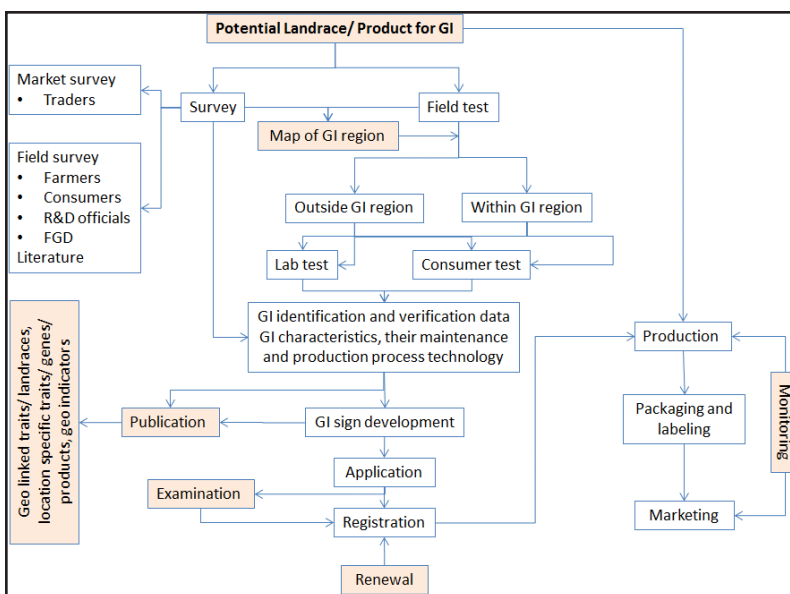 Potential Landrace/ Product for GI
Market survey
• Traders
Survey
Field test
Map of GI region
Field survey
• Farmers
• Consumers
• R&D officials
• FGD
Literature
Outside GI region
Within GI region
Lab test
Consumer test
GI identification and verification data
GI characteristics, their maintenance
and production process technology
Production
Geo linked traits/ landraces,
location specific traits/ genes/
products, geo indicators
Monitoring
Packaging and
labeling
Publication
GI sign development
Application
Examination
Registration
Marketing
Renewal